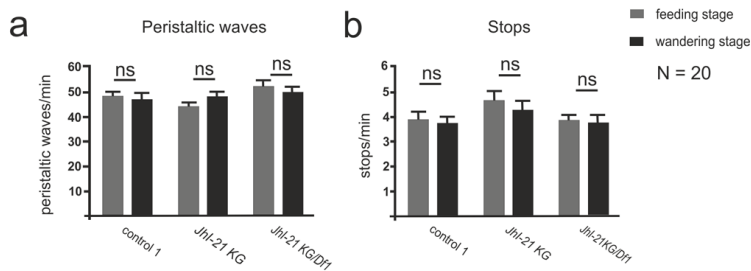 a
Peristaltic waves
b
Stops
feeding stage
wandering stage
N = 20
peristaltic waves/min
60
50
40
30
20
10
ns
ns
ns
control 1
Jhl-21 KG
Jhl-21 KG/Df1
stops/min
6
5
4
3
2
1
ns
ns
ns
control 1
Jhl-21 KG
Jhl-21KG/Df1